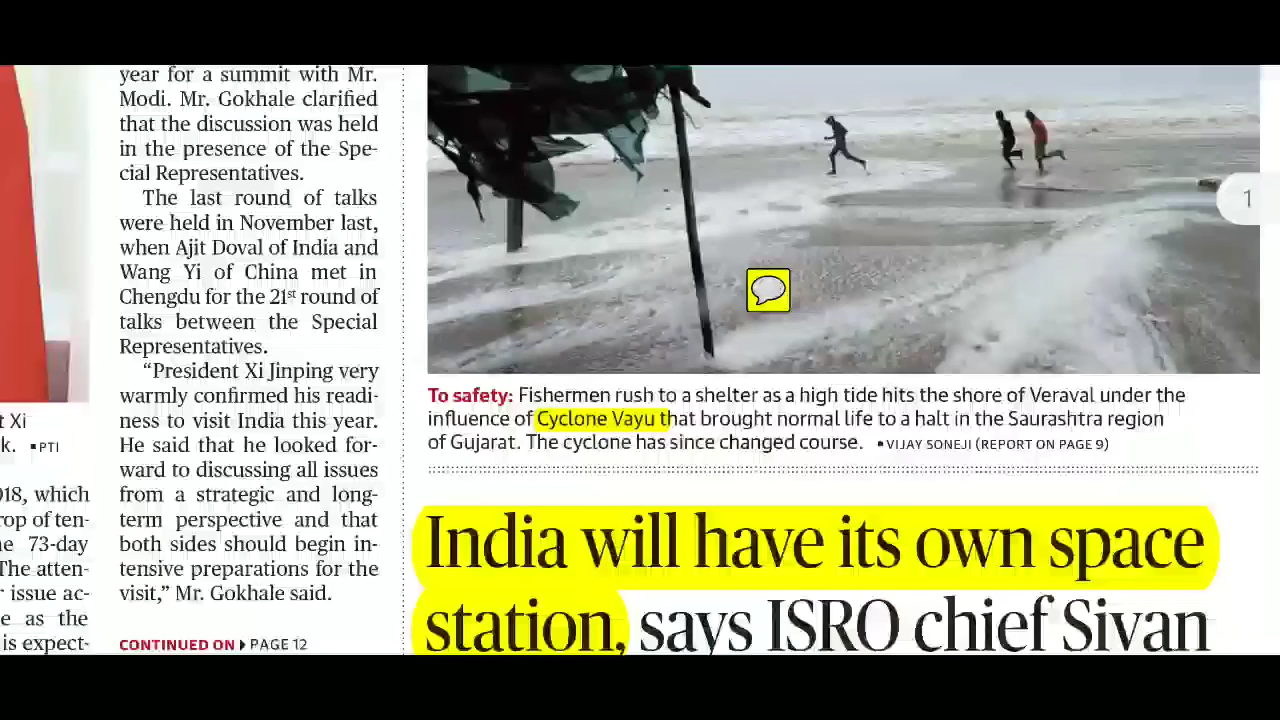 t Xi
k. ▪PTI
018, which
rop of ten-
e 73-day
The atten-
r issue ac-
e as the
is expect-
year for a summit with Mr.
Modi. Mr. Gokhale clarified
that the discussion was held
in the presence of the Spe-
cial Representatives.
The last round of talks
were held in November last,
when Ajit Doval of India and
Wang Yi of China met in
Chengdu for the 21st round of
talks between the Special
Representatives.
“President Xi Jinping very
warmly confirmed his readi-
ness to visit India this year.
He said that he looked for-
ward to discussing all issues
from a strategic and long-
term perspective and that
both sides should begin in-
tensive preparations for the
visit,” Mr. Gokhale said.
CONTINUED ON ▶ PAGE 12
1
To safety: Fishermen rush to a shelter as a high tide hits the shore of Veraval under the
influence of Cyclone Vayu that brought normal life to a halt in the Saurashtra region
of Gujarat. The cyclone has since changed course. ▪VIJAY SONEJI (REPORT ON PAGE 9)
India will have its own space
station, says ISRO chief Sivan